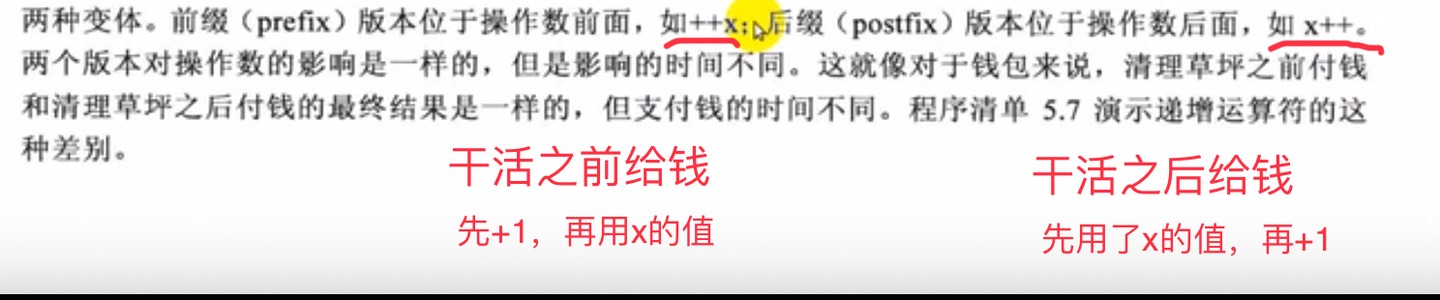 两种变体。前缀（prefix）版本位于操作数前面，如++x；后缀（postfix）版本位于操作数后面，如 x++。
两个版本对操作数的影响是一样的，但是影响的时间不同。这就像对于钱包来说，清理草坪之前付钱
和清理草坪之后付钱的最终结果是一样的，但支付钱的时间不同。程序清单 5.7 演示递增运算符的这
种差别。
干活之前给钱
干活之后给钱
先+1，再用x的值
先用了x的值，再+1